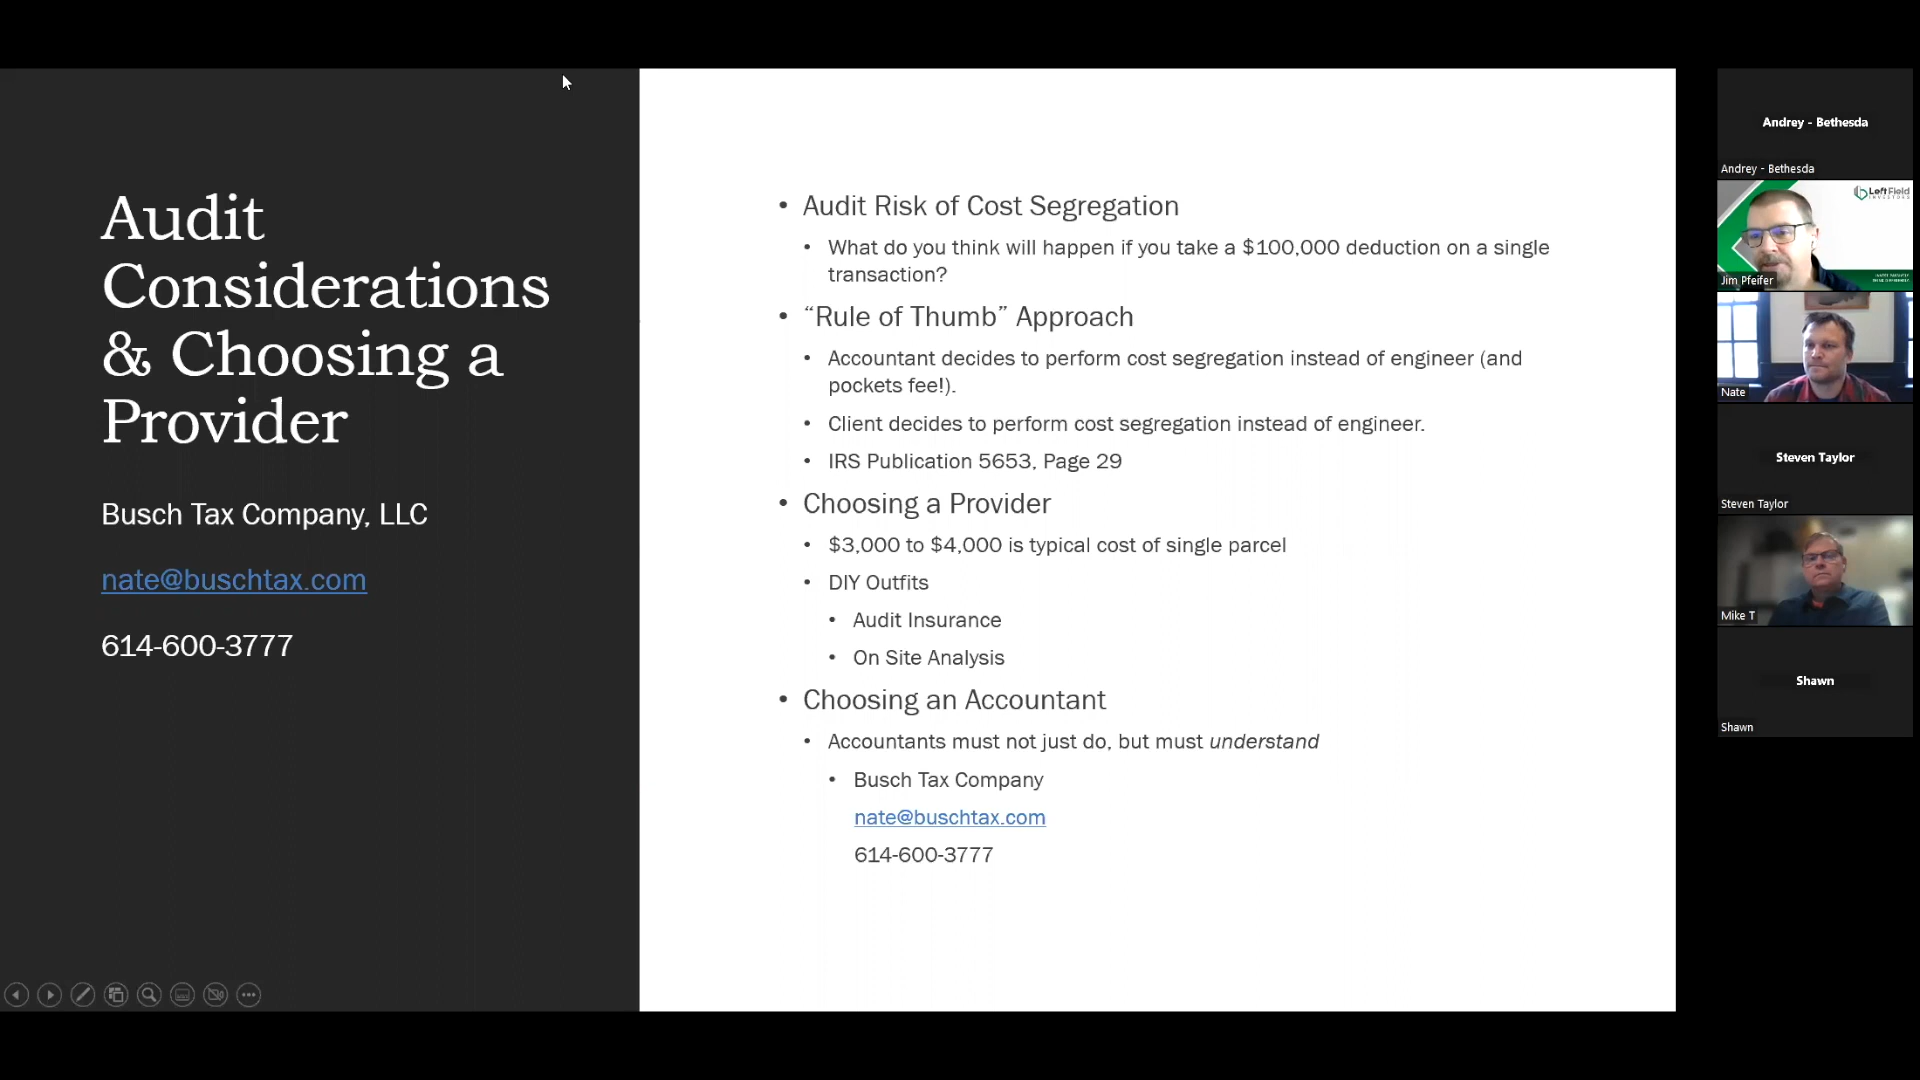 Audit
Considerations
& Choosing a
Provider
Busch Tax Company, LLC
nate@buschtax.com
614-600-3777
• Audit Risk of Cost Segregation
• What do you think will happen if you take a $100,000 deduction on a single
transaction?
• “Rule of Thumb” Approach
• Accountant decides to perform cost segregation instead of engineer (and
pockets fee!).
• Client decides to perform cost segregation instead of engineer.
• IRS Publication 5653, Page 29
• Choosing a Provider
• $3,000 to $4,000 is typical cost of single parcel
• DIY Outfits
• Audit Insurance
• On Site Analysis
• Choosing an Accountant
• Accountants must not just do, but must understand
• Busch Tax Company
nate@buschtax.com
614-600-3777
Andrey - Bethesda
Andrey - Bethesda
Left Field
INVESTORS
Jim Pfeifer
Nate
Steven Taylor
Steven Taylor
Mike T
Shawn
Shawn